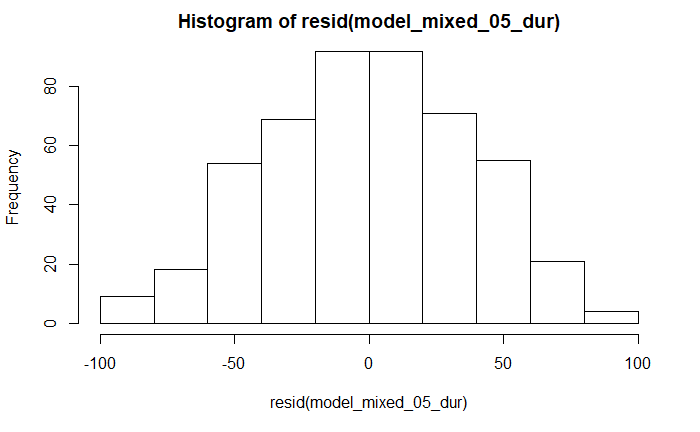 Histogram of resid(model_mixed_05_dur)
Frequency
80
60
40
20
0
-100 -50 0 50 100
resid(model_mixed_05_dur)